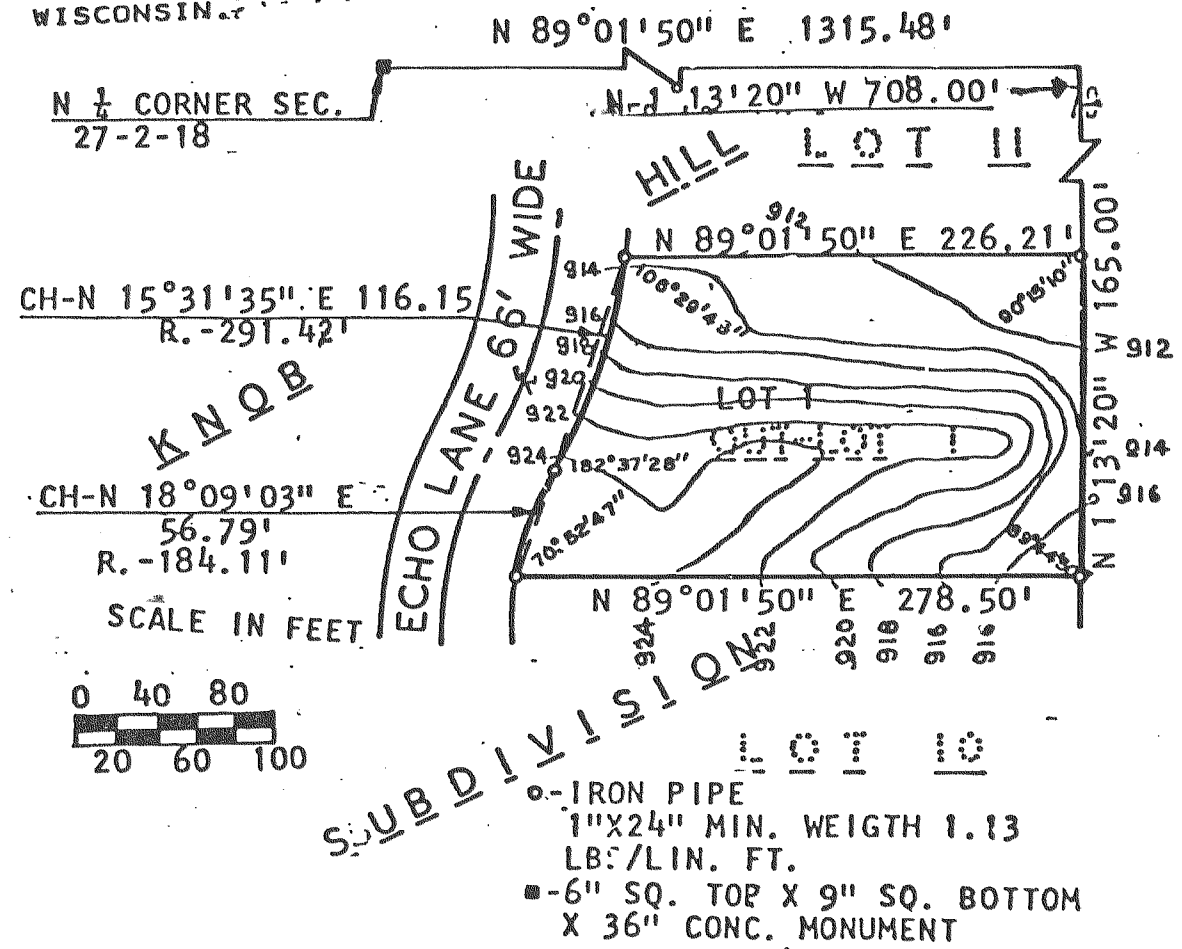 WISCONSIN
N 89°01'50" E 1315.48'
N ¼ CORNER SEC.
27-2-18
13'20" W 708.00'
HILL
LOT 11
912
N 89°01'50" E 226.21'
914
106°29'43"
90°15'10"
CH-N 15°31'35" E 116.15
R.-291.42'
916
918
920
922
924
912
N 1°13'20" W 165.00'
KNOB
ECHO LANE 66' WIDE
LOT 1
OUT-LOT 1
914
916
182°37'28"
CH-N 18°09'03" E
56.79'
R.-184.11'
70°52'47"
N 89°01'50" E 278.50'
924
922
920
918
916
916
SCALE IN FEET
0 40 80
20 60 100
SUBDIVISION
LOT 10
o-IRON PIPE
1"X24" MIN. WEIGTH 1.13
LBS/LIN. FT.
■-6" SQ. TOP X 9" SQ. BOTTOM
X 36" CONC. MONUMENT